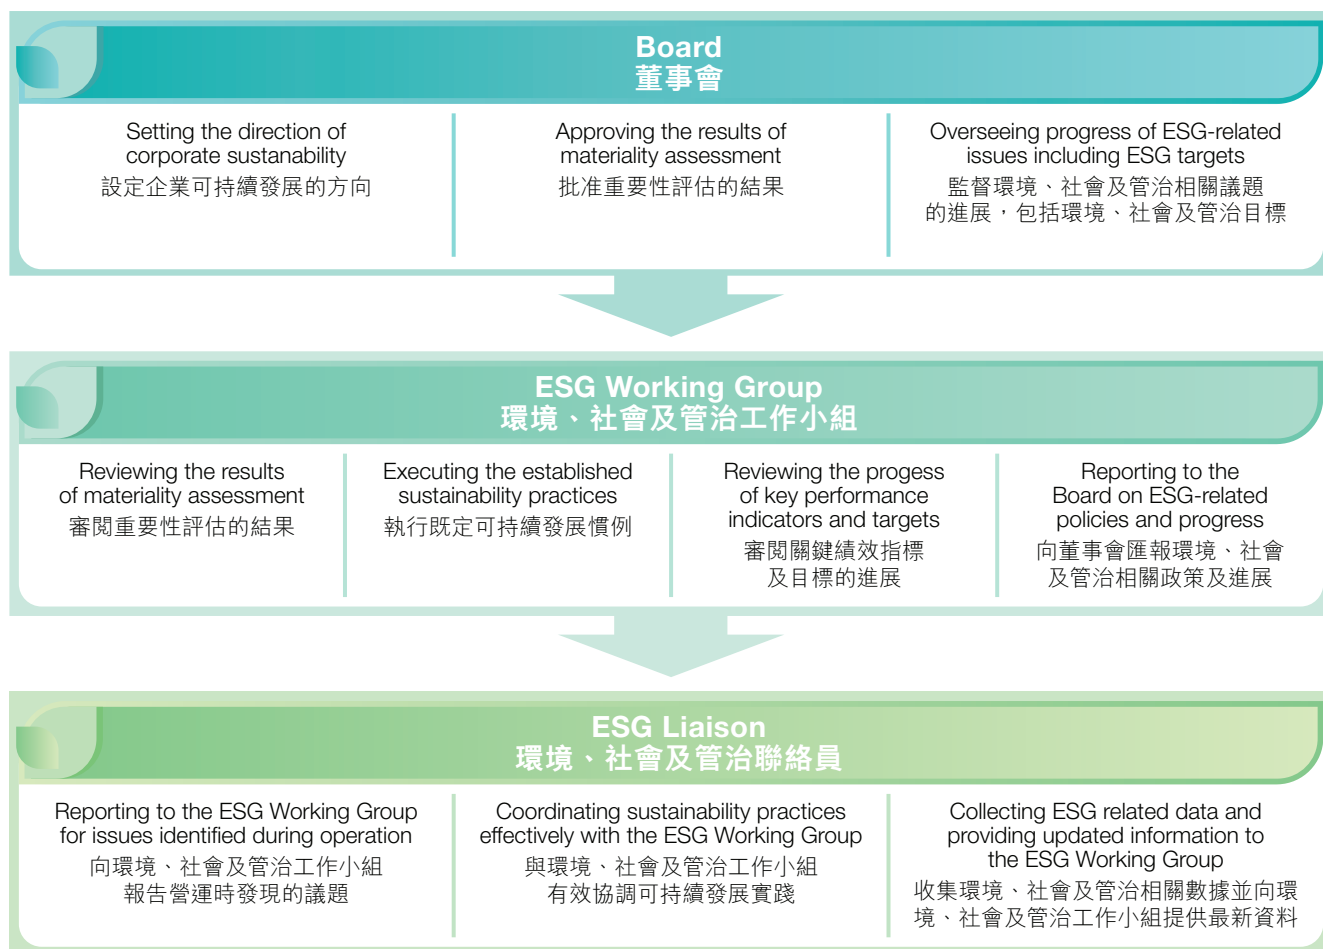 Board
董事會
Setting the direction of
corporate sustanability
設定企業可持續發展的方向
Approving the results of
materiality assessment
批准重要性評估的結果
Overseeing progress of ESG-related
issues including ESG targets
監督環境、社會及管治相關議題
的進展，包括環境、社會及管治目標
ESG Working Group
環境、社會及管治工作小組
Reviewing the results
of materiality assessment
審閱重要性評估的結果
Executing the established
sustainability practices
執行既定可持續發展慣例
Reviewing the progess
of key performance
indicators and targets
審閱關鍵績效指標
及目標的進展
Reporting to the
Board on ESG-related
policies and progress
向董事會匯報環境、社會
及管治相關政策及進展
ESG Liaison
環境、社會及管治聯絡員
Reporting to the ESG Working Group
for issues identified during operation
向環境、社會及管治工作小組
報告營運時發現的議題
Coordinating sustainability practices
effectively with the ESG Working Group
與環境、社會及管治工作小組
有效協調可持續發展實踐
Collecting ESG related data and
providing updated information to
the ESG Working Group
收集環境、社會及管治相關數據並向環
境、社會及管治工作小組提供最新資料